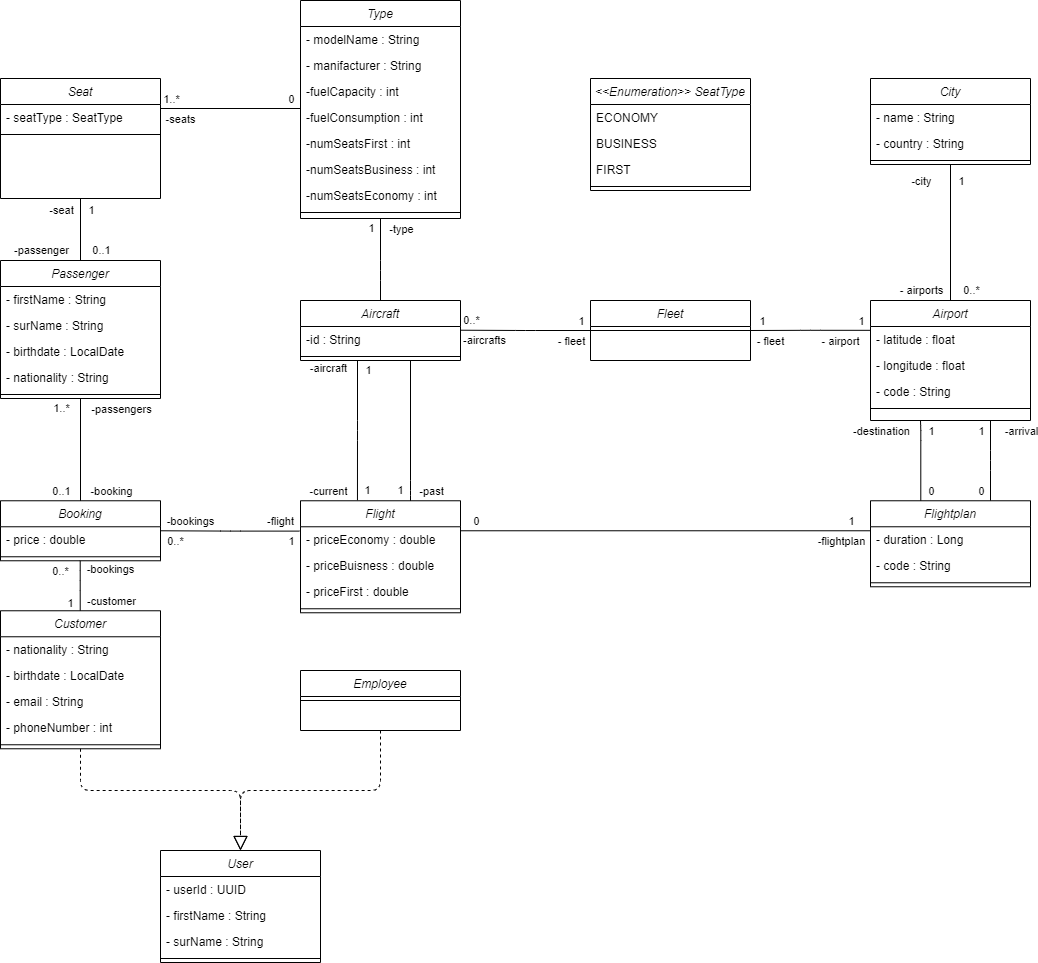 Type
- modelName : String
- manifacturer : String
-fuelCapacity : int
-fuelConsumption : int
-numSeatsFirst : int
-numSeatsBusiness : int
-numSeatsEconomy : int
Seat
- seatType : SeatType
1..*
0
-seats
<<Enumeration>> SeatType
ECONOMY
BUSINESS
FIRST
City
- name : String
- country : String
-city
1
-seat
1
-passenger
0..1
1
-type
- airports
0..*
Passenger
- firstName : String
- surName : String
- birthdate : LocalDate
- nationality : String
Aircraft
-id : String
0..*
-aircrafts
1
- fleet
Fleet
1
- fleet
1
- airport
Airport
- latitude : float
- longitude : float
- code : String
1..*
-passengers
-aircraft
1
-destination
1
1
-arrival
0..1
-booking
-current
1
1
-past
0
0
Booking
- price : double
-bookings
0..*
-flight
1
Flight
- priceEconomy : double
- priceBuisness : double
- priceFirst : double
0
1
-flightplan
Flightplan
- duration : Long
- code : String
0..*
-bookings
1
-customer
Customer
- nationality : String
- birthdate : LocalDate
- email : String
- phoneNumber : int
Employee
User
- userId : UUID
- firstName : String
- surName : String